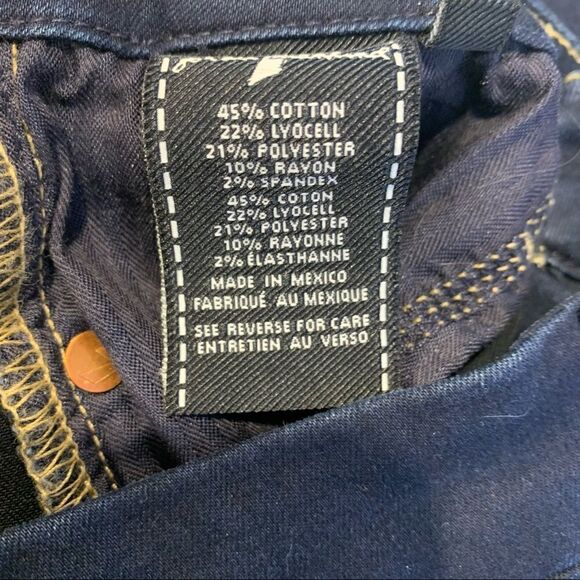 45% COTTON
22% LYOCELL
21% POLYESTER
10% RAYON
2% SPANDEX
45% COTON
22% LYOCELL
21% POLYESTER
10% RAYONNE
2% ÉLASTHANNE
MADE IN MEXICO
FABRIQUÉ AU MEXIQUE
SEE REVERSE FOR CARE
ENTRETIEN AU VERSO